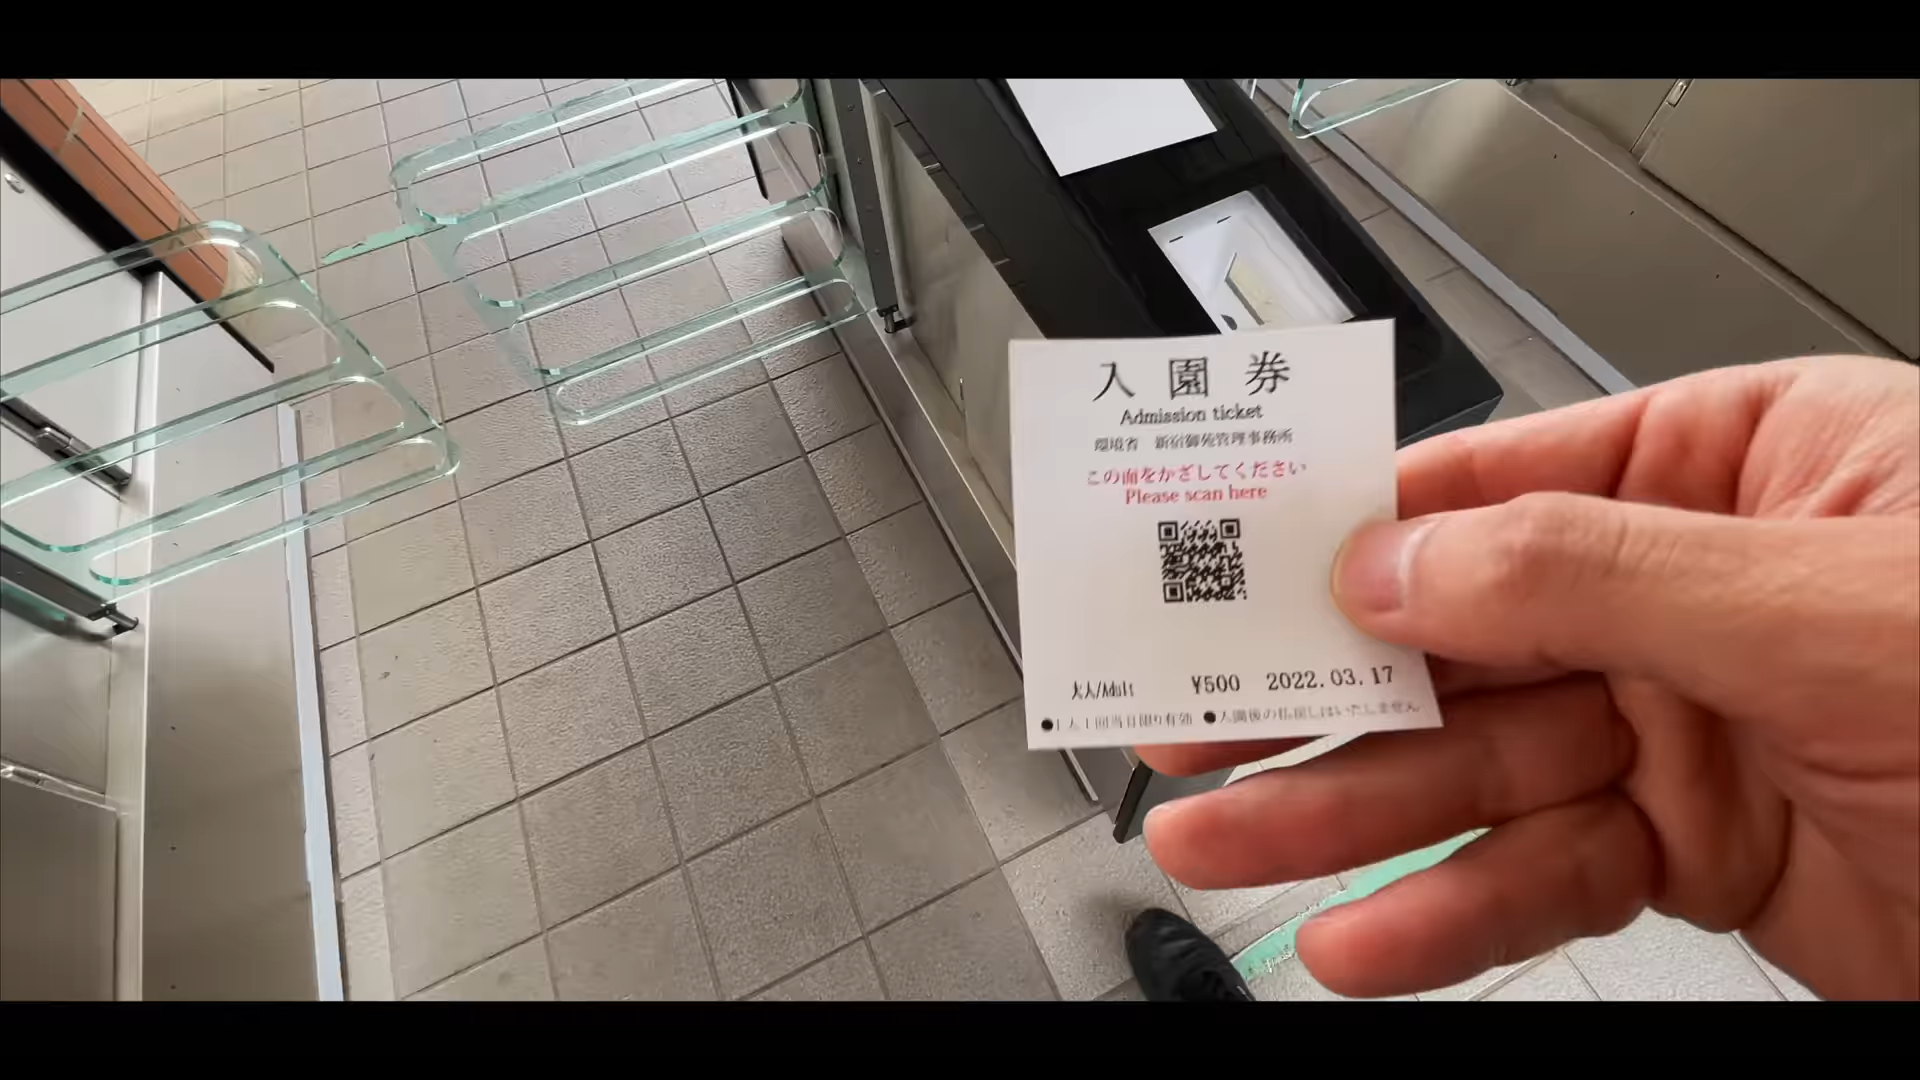 入園券
Admission ticket
環境省 新宿御苑管理事務所
この面をかざしてください
Please scan here
大人/Adult ¥500 2022.03.17
●1人1回当日限り有効 ●入園後の払戻しはいたしません